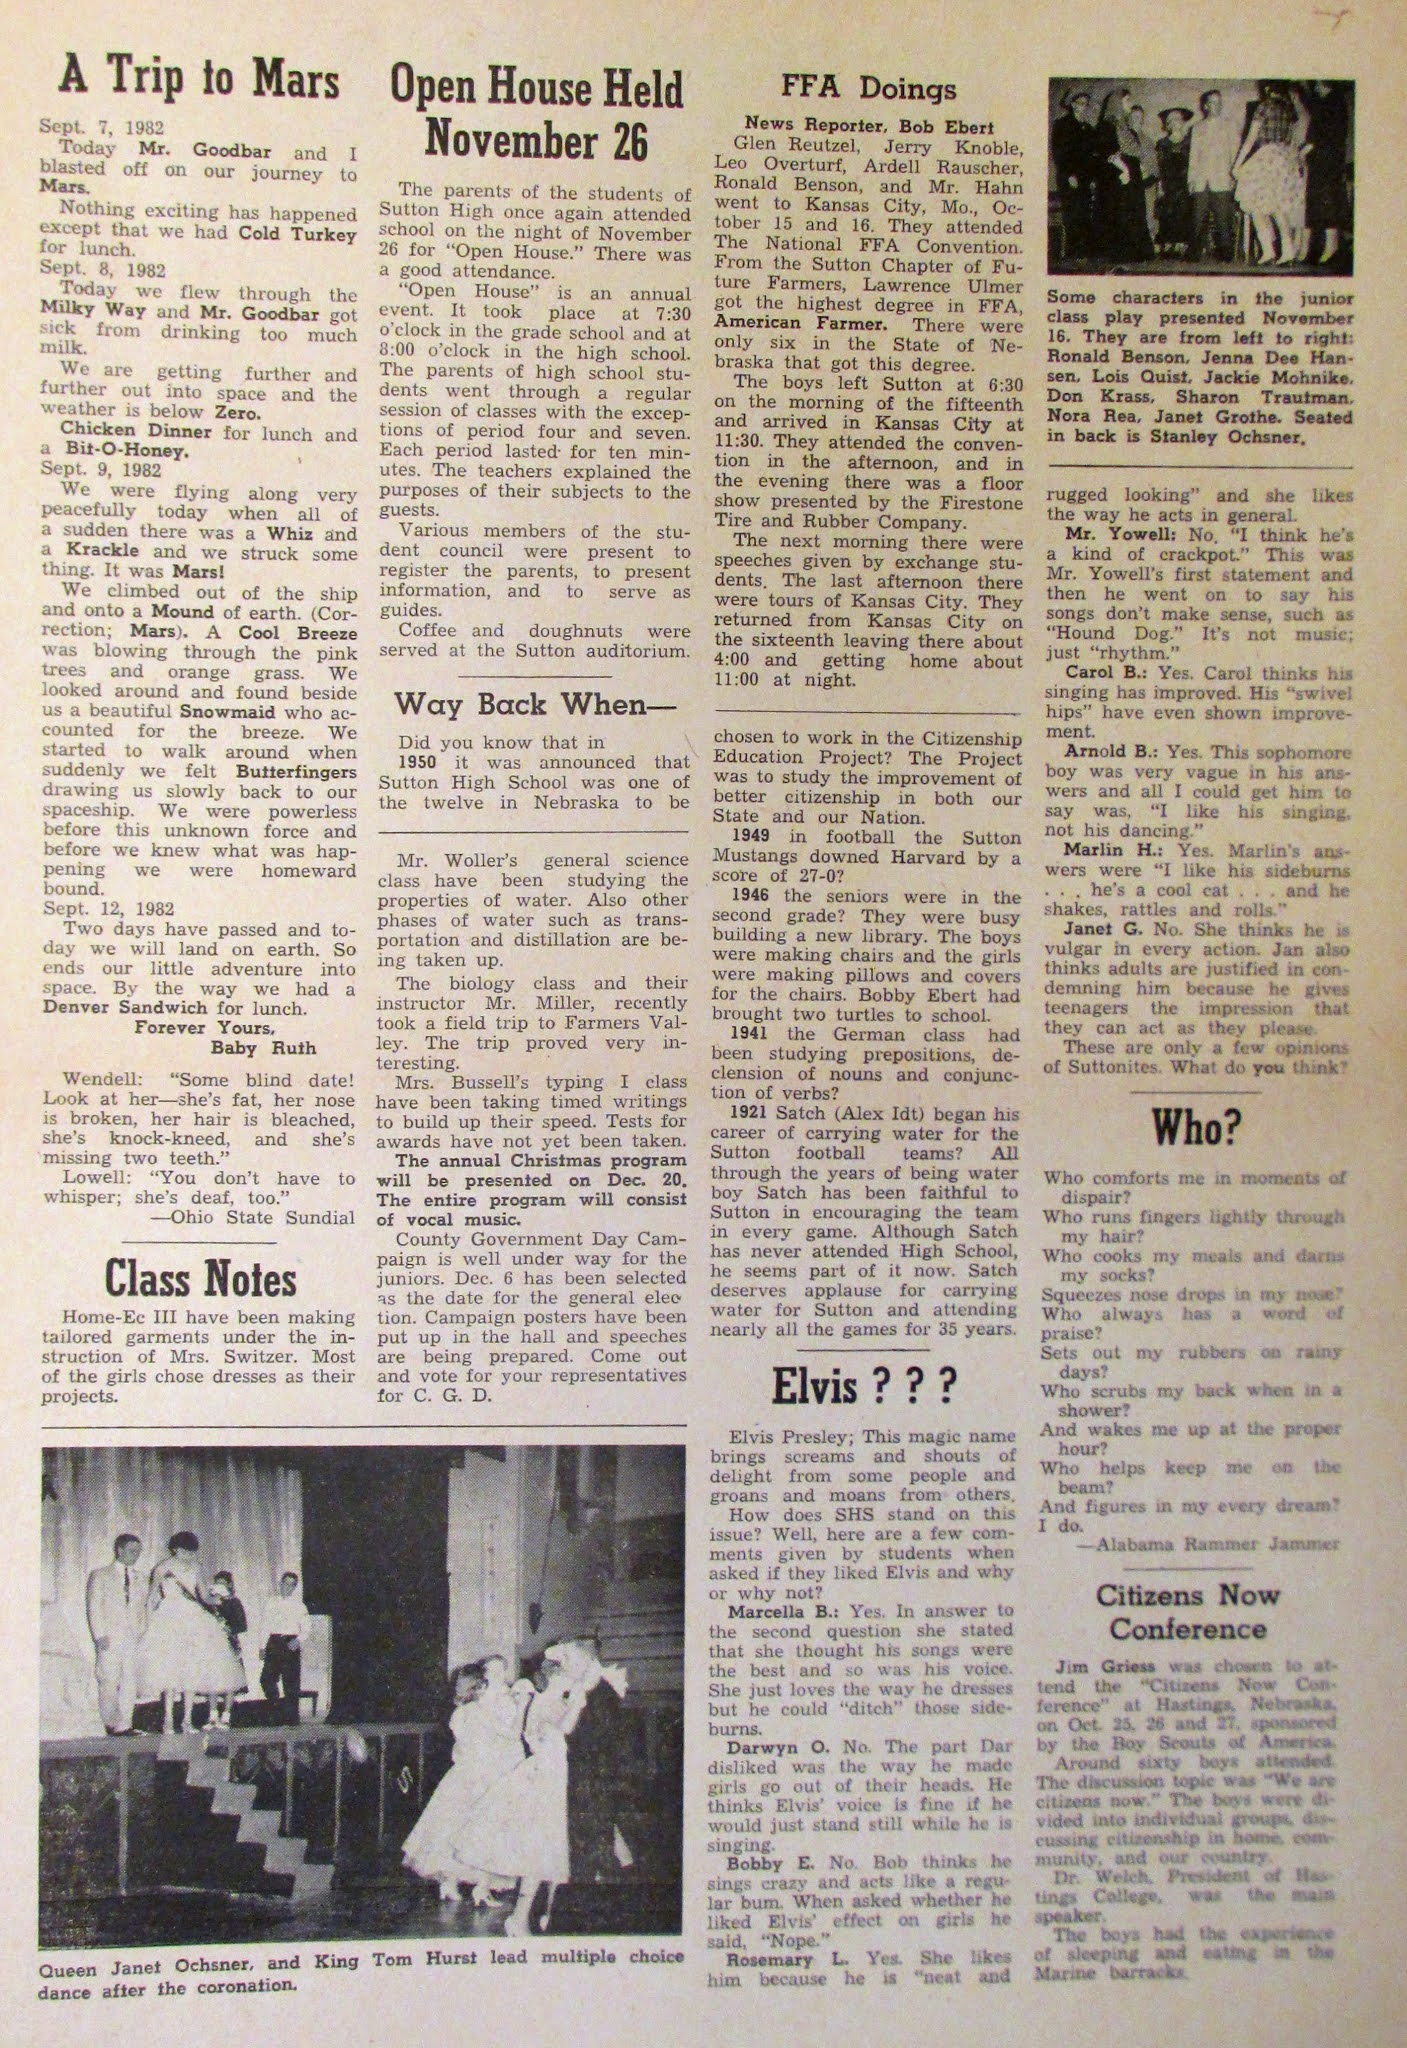 A Trip to Mars
Sept. 7, 1982
Today Mr. Goodbar and I
blasted off on our journey to
Mars.
Nothing exciting has happened
except that we had Cold Turkey
for lunch.
Sept. 8, 1982
Today we flew through the
Milky Way and Mr. Goodbar got
sick from drinking too much
milk.
We are getting further and
further out into space and the
weather is below Zero.
Chicken Dinner for lunch and
a Bit-O-Honey.
Sept. 9, 1982
We were flying along very
peacefully today when all of
a sudden there was a Whiz and
a Krackle and we struck some
thing. It was Mars!
We climbed out of the ship
and onto a Mound of earth. (Cor-
rection; Mars). A Cool Breeze
was blowing through the pink
trees and orange grass. We
looked around and found beside
us a beautiful Snowmaid who ac-
counted for the breeze. We
started to walk around when
suddenly we felt Butterfingers
drawing us slowly back to our
spaceship. We were powerless
before this unknown force and
before we knew what was hap-
pening we were homeward
bound.
Sept. 12, 1982
Two days have passed and to-
day we will land on earth. So
ends our little adventure into
space. By the way we had a
Denver Sandwich for lunch.
Forever Yours,
Baby Ruth
Wendell: "Some blind date!
Look at her—she's fat, her nose
is broken, her hair is bleached,
she's knock-kneed, and she's
missing two teeth."
Lowell: "You don't have to
whisper; she's deaf, too."
—Ohio State Sundial
Class Notes
Home-Ec III have been making
tailored garments under the in-
struction of Mrs. Switzer. Most
of the girls chose dresses as their
projects.
Open House Held
November 26
The parents of the students of
Sutton High once again attended
school on the night of November
26 for "Open House." There was
a good attendance.
"Open House" is an annual
event. It took place at 7:30
o'clock in the grade school and at
8:00 o'clock in the high school.
The parents of high school stu-
dents went through a regular
session of classes with the excep-
tions of period four and seven.
Each period lasted for ten min-
utes. The teachers explained the
purposes of their subjects to the
guests.
Various members of the stu-
dent council were present to
register the parents, to present
information, and to serve as
guides.
Coffee and doughnuts were
served at the Sutton auditorium.
Way Back When—
Did you know that in
1950 it was announced that
Sutton High School was one of
the twelve in Nebraska to be
Mr. Woller's general science
class have been studying the
properties of water. Also other
phases of water such as trans-
portation and distillation are be-
ing taken up.
The biology class and their
instructor Mr. Miller, recently
took a field trip to Farmers Val-
ley. The trip proved very in-
teresting.
Mrs. Bussell's typing I class
have been taking timed writings
to build up their speed. Tests for
awards have not yet been taken.
The annual Christmas program
will be presented on Dec. 20.
The entire program will consist
of vocal music.
County Government Day Cam-
paign is well under way for the
juniors. Dec. 6 has been selected
as the date for the general elec
tion. Campaign posters have been
put up in the hall and speeches
are being prepared. Come out
and vote for your representatives
for C. G. D.
S
Queen Janet Ochsner, and King Tom Hurst lead multiple choice
dance after the coronation.
FFA Doings
News Reporter, Bob Ebert
Glen Reutzel, Jerry Knoble,
Leo Overturf, Ardell Rauscher,
Ronald Benson, and Mr. Hahn
went to Kansas City, Mo., Oc-
tober 15 and 16. They attended
The National FFA Convention.
From the Sutton Chapter of Fu-
ture Farmers, Lawrence Ulmer
got the highest degree in FFA,
American Farmer. There were
only six in the State of Ne-
braska that got this degree.
The boys left Sutton at 6:30
on the morning of the fifteenth
and arrived in Kansas City at
11:30. They attended the conven-
tion in the afternoon, and in
the evening there was a floor
show presented by the Firestone
Tire and Rubber Company.
The next morning there were
speeches given by exchange stu-
dents. The last afternoon there
were tours of Kansas City. They
returned from Kansas City on
the sixteenth leaving there about
4:00 and getting home about
11:00 at night.
chosen to work in the Citizenship
Education Project? The Project
was to study the improvement of
better citizenship in both our
State and our Nation.
1949 in football the Sutton
Mustangs downed Harvard by a
score of 27-0?
1946 the seniors were in the
second grade? They were busy
building a new library. The boys
were making chairs and the girls
were making pillows and covers
for the chairs. Bobby Ebert had
brought two turtles to school.
1941 the German class had
been studying prepositions, de-
clension of nouns and conjunc-
tion of verbs?
1921 Satch (Alex Idt) began his
career of carrying water for the
Sutton football teams? All
through the years of being water
boy Satch has been faithful to
Sutton in encouraging the team
in every game. Although Satch
has never attended High School,
he seems part of it now. Satch
deserves applause for carrying
water for Sutton and attending
nearly all the games for 35 years.
Elvis ? ? ?
Elvis Presley; This magic name
brings screams and shouts of
delight from some people and
groans and moans from others.
How does SHS stand on this
issue? Well, here are a few com-
ments given by students when
asked if they liked Elvis and why
or why not?
Marcella B.: Yes. In answer to
the second question she stated
that she thought his songs were
the best and so was his voice.
She just loves the way he dresses
but he could "ditch" those side-
burns.
Darwyn O. No. The part Dar
disliked was the way he made
girls go out of their heads. He
thinks Elvis' voice is fine if he
would just stand still while he is
singing.
Bobby E. No. Bob thinks he
sings crazy and acts like a regu-
lar bum. When asked whether he
liked Elvis' effect on girls he
said, "Nope."
Rosemary L. Yes. She likes
him because he is "neat and
Some characters in the junior
class play presented November
16. They are from left to right:
Ronald Benson, Jenna Dee Han-
sen, Lois Quist, Jackie Mohnike,
Don Krass, Sharon Trautman,
Nora Rea, Janet Grothe. Seated
in back is Stanley Ochsner.
rugged looking" and she likes
the way he acts in general.
Mr. Yowell: No. "I think he's
a kind of crackpot." This was
Mr. Yowell's first statement and
then he went on to say his
songs don't make sense, such as
"Hound Dog." It's not music;
just "rhythm."
Carol B.: Yes. Carol thinks his
singing has improved. His "swivel
hips" have even shown improve-
ment.
Arnold B.: Yes. This sophomore
boy was very vague in his ans-
wers and all I could get him to
say was, "I like his singing,
not his dancing."
Marlin H.: Yes. Marlin's ans-
wers were "I like his sideburns
. . . he's a cool cat . . . and he
shakes, rattles and rolls."
Janet G. No. She thinks he is
vulgar in every action. Jan also
thinks adults are justified in con-
demning him because he gives
teenagers the impression that
they can act as they please.
These are only a few opinions
of Suttonites. What do you think?
Who?
Who comforts me in moments of
despair?
Who runs fingers lightly through
my hair?
Who cooks my meals and darns
my socks?
Squeezes nose drops in my nose?
Who always has a word of
praise?
Sets out my rubbers on rainy
days?
Who scrubs my back when in a
shower?
And wakes me up at the proper
hour?
Who helps keep me on the
beam?
And figures in my every dream?
I do.
—Alabama Rammer Jammer
Citizens Now
Conference
Jim Griess was chosen to at-
tend the "Citizens Now Con-
ference" at Hastings, Nebraska,
on Oct. 25, 26 and 27, sponsored
by the Boy Scouts of America.
Around sixty boys attended.
The discussion topic was "We are
citizens now." The boys were di-
vided into individual groups, dis-
cussing citizenship in home, com-
munity, and our country.
Dr. Welch, President of Has-
tings College, was the main
speaker.
The boys had the experience
of sleeping and eating in the
Marine barracks.